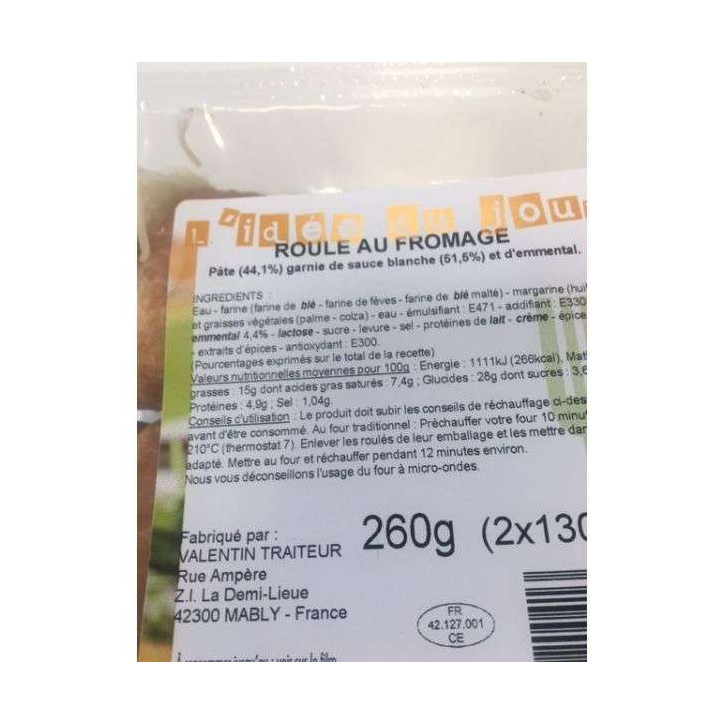 L'idée du jou
ROULE AU FROMAGE
Pâte (44,1%) garnie de sauce blanche (51,5%) et d'emmental.
INGREDIENTS :
Eau - farine (farine de blé - farine de fèves - farine de blé malté) - margarine (huil
et graisses végétales (palme - colza) - eau - émulsifiant : E471 - acidifiant : E330
emmental 4,4% - lactose - sucre - levure - sel - protéines de lait - crème - épice
- extraits d'épices - antioxydant : E300.
(Pourcentages exprimés sur le total de la recette)
Valeurs nutritionnelles moyennes pour 100g : Energie : 1111kJ (266kcal), Mat
grasses : 15g dont acides gras saturés : 7,4g ; Glucides : 28g dont sucres : 3,6
Protéines : 4,9g ; Sel : 1,04g.
Conseils d'utilisation : Le produit doit subir les conseils de réchauffage ci-des
avant d'être consommé. Au four traditionnel : Préchauffer votre four 10 minu
210°C (thermostat 7). Enlever les roulés de leur emballage et les mettre dan
adapté. Mettre au four et réchauffer pendant 12 minutes environ.
Nous vous déconseillons l'usage du four à micro-ondes.
260g (2x130
Fabriqué par :
VALENTIN TRAITEUR
Rue Ampère
Z.I. La Demi-Lieue
42300 MABLY - France
FR
42.127.001
CE